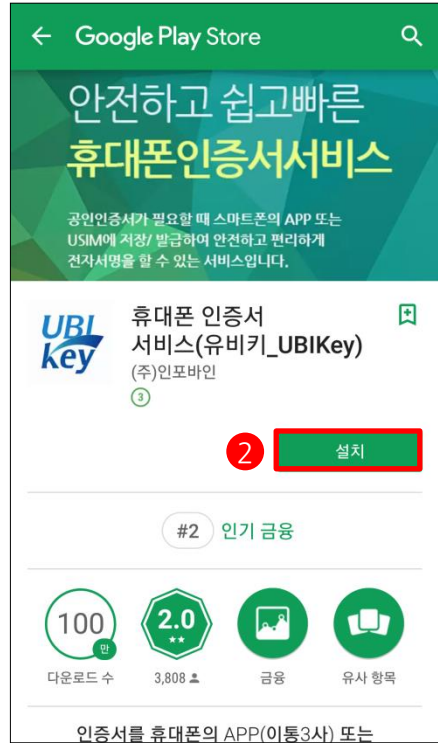 Google Play Store
안전하고 쉽고빠른
휴대폰인증서서비스
공인인증서가 필요할 때 스마트폰의 APP 또는
USIM에 저장/ 발급하여 안전하고 편리하게
전자서명을 할 수 있는 서비스입니다.
UBI
key
휴대폰 인증서
서비스(유비키_UBIKey)
(주)인포바인
3
2
설치
#2 인기 금융
100
만
2.0
다운로드 수
3,808
금융
유사 항목
인증서를 휴대폰의 APP(이통3사) 또는